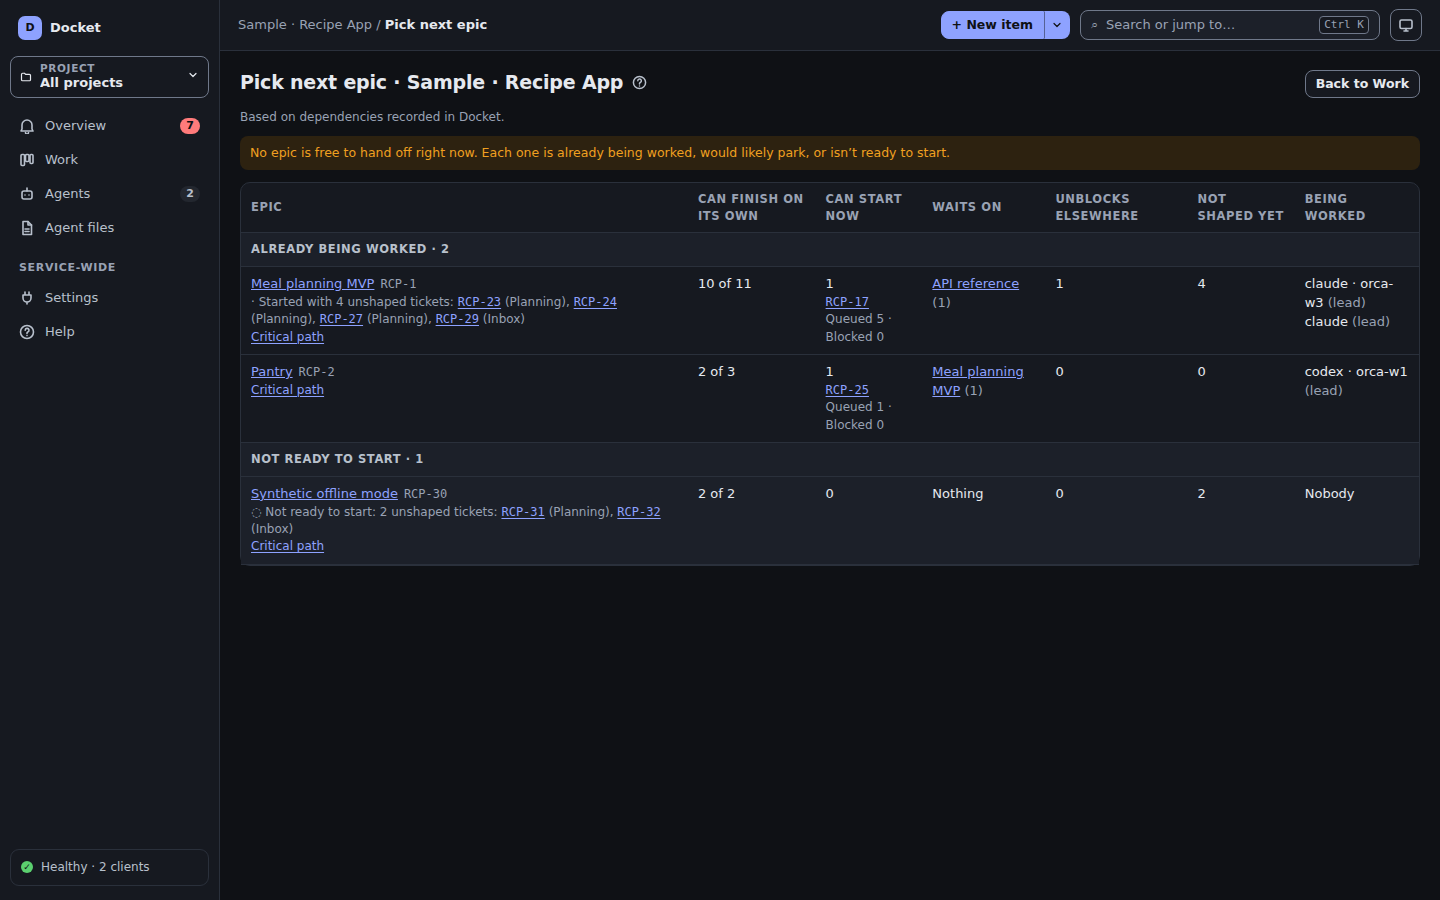 D Docket
PROJECT
All projects
Overview 7
Work
Agents 2
Agent files
SERVICE-WIDE
Settings
Help
✓ Healthy · 2 clients
Sample · Recipe App / Pick next epic
+ New item
Search or jump to... Ctrl K
Pick next epic · Sample · Recipe App ?
Back to Work
Based on dependencies recorded in Docket.
No epic is free to hand off right now. Each one is already being worked, would likely park, or isn’t ready to start.
EPIC
CAN FINISH ON
ITS OWN
CAN START
NOW
WAITS ON
UNBLOCKS
ELSEWHERE
NOT
SHAPED YET
BEING
WORKED
ALREADY BEING WORKED · 2
Meal planning MVP RCP-1
· Started with 4 unshaped tickets: RCP-23 (Planning), RCP-24
(Planning), RCP-27 (Planning), RCP-29 (Inbox)
Critical path
10 of 11
1
RCP-17
Queued 5 ·
Blocked 0
API reference
(1)
1
4
claude · orca-
w3 (lead)
claude (lead)
Pantry RCP-2
Critical path
2 of 3
1
RCP-25
Queued 1 ·
Blocked 0
Meal planning
MVP (1)
0
0
codex · orca-w1
(lead)
NOT READY TO START · 1
Synthetic offline mode RCP-30
◌ Not ready to start: 2 unshaped tickets: RCP-31 (Planning), RCP-32
(Inbox)
Critical path
2 of 2
0
Nothing
0
2
Nobody